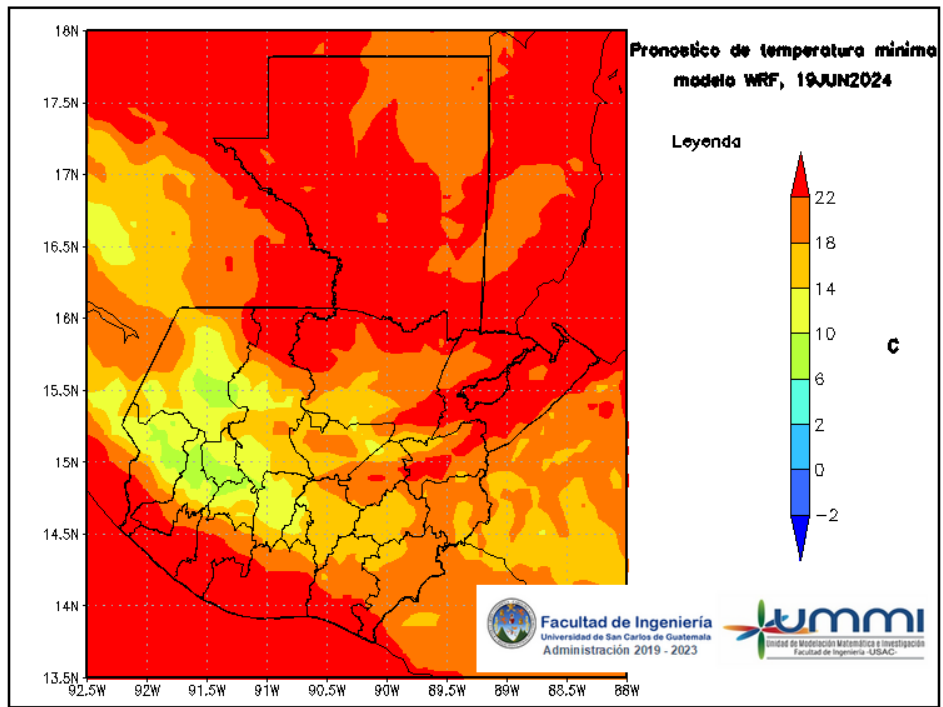 Pronostico de temperatura minima
modelo WRF, 19JUN2024
Leyenda
22
18
14
10
6
2
0
-2
C
18N
17.5N
17N
16.5N
16N
15.5N
15N
14.5N
14N
13.5N
92.5W
92W
91.5W
91W
90.5W
90W
89.5W
89W
88.5W
88W
Facultad de Ingeniería
Universidad de San Carlos de Guatemala
Administración 2019 - 2023
UMMI
Unidad de Modelación Matemática e Investigación
Facultad de Ingeniería -USAC-